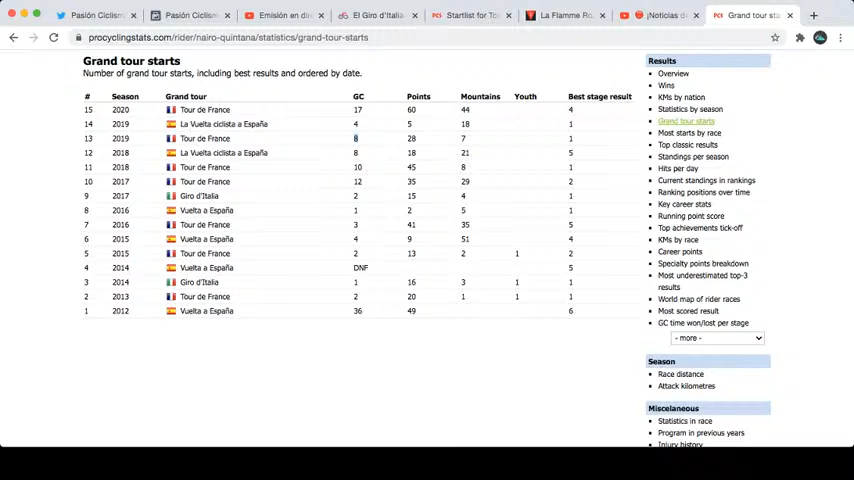 Pasión Ciclism
Pasión Ciclism
Emisión en dire
El Giro d'Italia
Startlist for To
La Flamme Ro
¡Noticias de
Grand tour star
procyclingstats.com/rider/nairo-quintana/statistics/grand-tour-starts
Grand tour starts
Number of grand tour starts, including best results and ordered by date.
# Season Grand tour GC Points Mountains Youth Best stage result
15 2020 Tour de France 17 60 44 4
14 2019 La Vuelta ciclista a España 4 5 18 1
13 2019 Tour de France 8 28 7 1
12 2018 La Vuelta ciclista a España 8 18 21 5
11 2018 Tour de France 10 45 8 1
10 2017 Tour de France 12 35 29 2
9 2017 Giro d'Italia 2 15 4 1
8 2016 Vuelta a España 1 2 5 1
7 2016 Tour de France 3 41 35 5
6 2015 Vuelta a España 4 9 51 4
5 2015 Tour de France 2 13 2 1 2
4 2014 Vuelta a España DNF 5
3 2014 Giro d'Italia 1 16 3 1 1
2 2013 Tour de France 2 20 1 1 1
1 2012 Vuelta a España 36 49 6
Results
Overview
Wins
KMs by nation
Statistics by season
Grand tour starts
Most starts by race
Top classic results
Standings per season
Hits per day
Current standings in rankings
Ranking positions over time
Key career stats
Running point score
Top achievements tick-off
KMs by race
Career points
Specialty points breakdown
Most underestimated top-3
results
World map of rider races
Most scored result
GC time won/lost per stage
- more -
Season
Race distance
Attack kilometres
Miscellaneous
Statistics in race
Program in previous years
Injury history